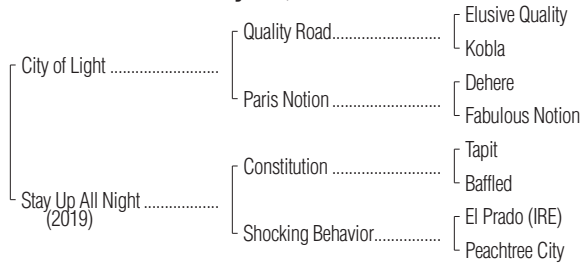 Elusive Quality
Quality Road
Kobla
City of Light
Dehere
Paris Notion
Fabulous Notion
Tapit
Constitution
Baffled
Stay Up All Night
(2019)
El Prado (IRE)
Shocking Behavior
Peachtree City